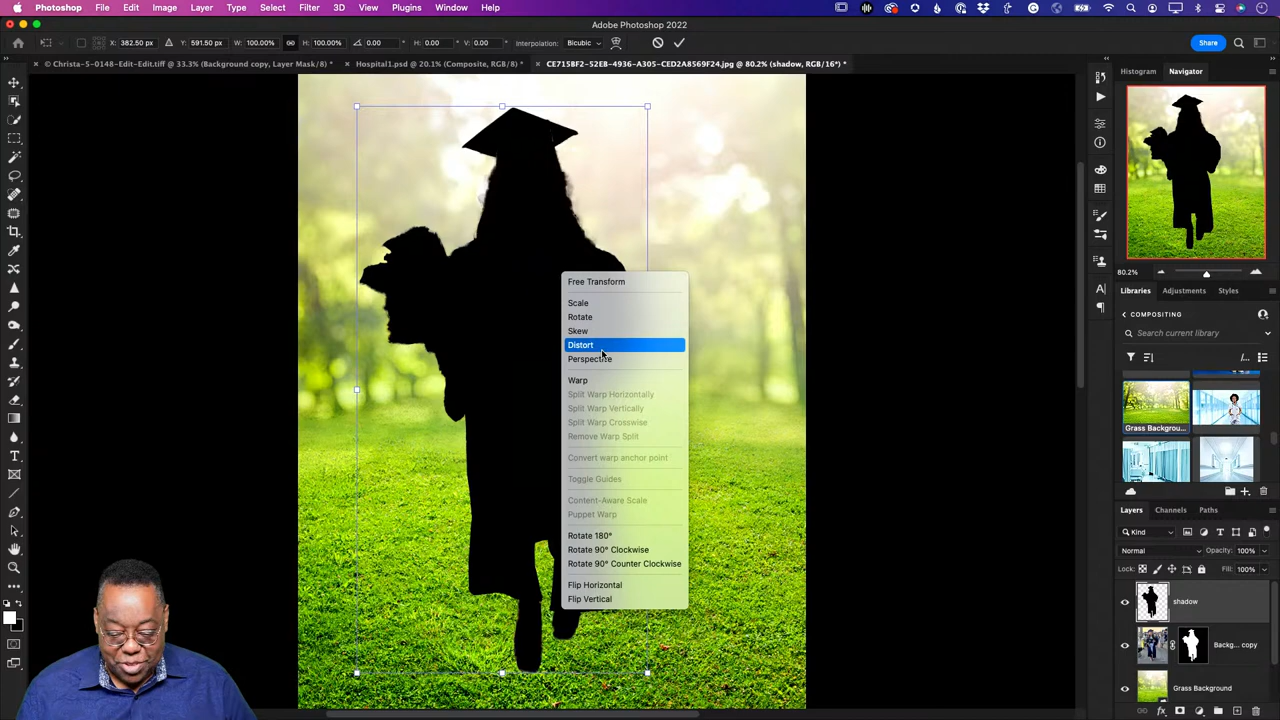 Photoshop File Edit Image Layer Type Select Filter 3D View Plugins Window Help
Adobe Photoshop 2022
X: 382.50 px Y: 591.50 px W: 100.00% H: 100.00% 0.00 H: 0.00 V: 0.00 Interpolation: Bicubic Share
× © Christa-5-0148-Edit-Edit.tiff @ 33.3% (Background copy, Layer Mask/8) * × Hospital1.psd @ 20.1% (Composite, RGB/8) * × CE715BF2-52EB-4936-A305-CED2A8569F24.jpg @ 80.2% (shadow, RGB/16*) *
Histogram Navigator
80.2%
Libraries Adjustments Styles
COMPOSITING
Search current library
Grass Backgrou...
Free Transform
Scale
Rotate
Skew
Distort
Perspective
Warp
Split Warp Horizontally
Split Warp Vertically
Split Warp Crosswise
Remove Warp Split
Convert warp anchor point
Toggle Guides
Content-Aware Scale
Puppet Warp
Rotate 180°
Rotate 90° Clockwise
Rotate 90° Counter Clockwise
Flip Horizontal
Flip Vertical
Layers Channels Paths
Kind
Normal Opacity: 100%
Lock: Fill: 100%
shadow
Backg... copy
Grass Background